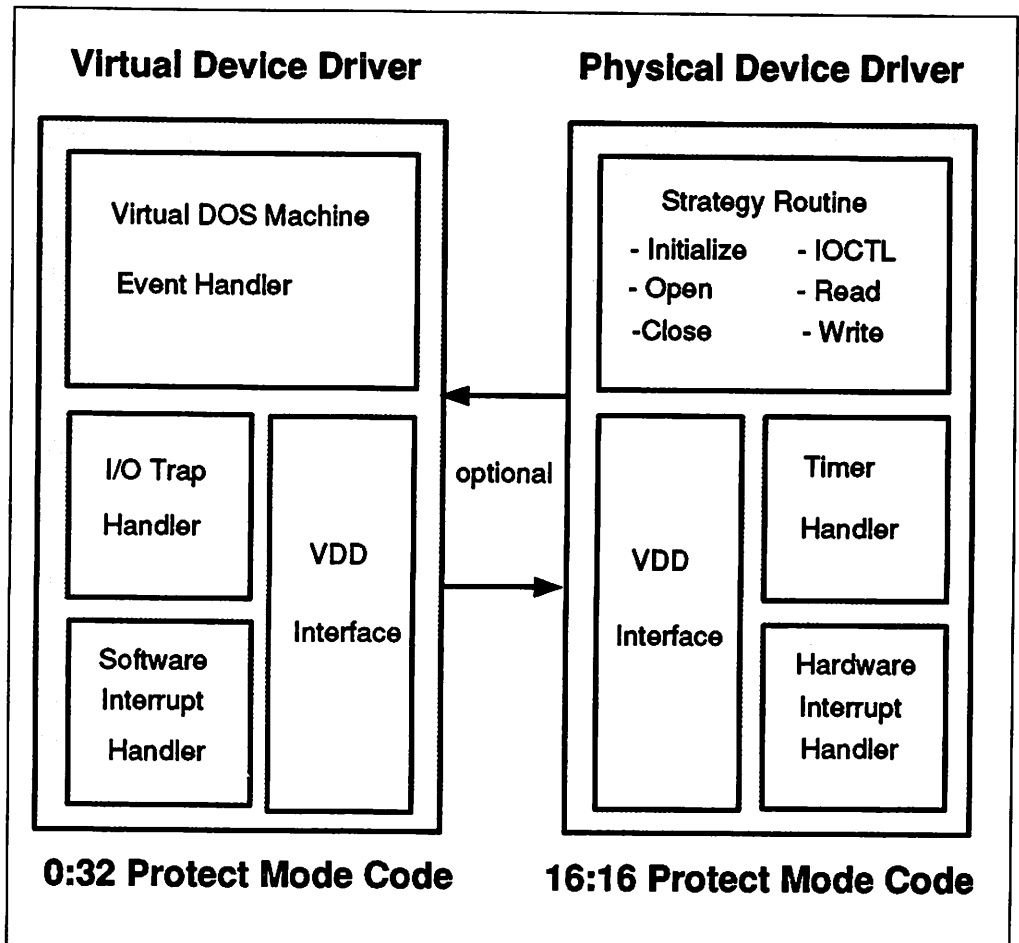 Virtual Device Driver
Virtual DOS Machine
Event Handler
I/O Trap
Handler
Software
Interrupt
Handler
VDD
Interface
0:32 Protect Mode Code
optional
Physical Device Driver
Strategy Routine
- Initialize
- Open
-Close
- IOCTL
- Read
- Write
VDD
Interface
Timer
Handler
Hardware
Interrupt
Handler
16:16 Protect Mode Code